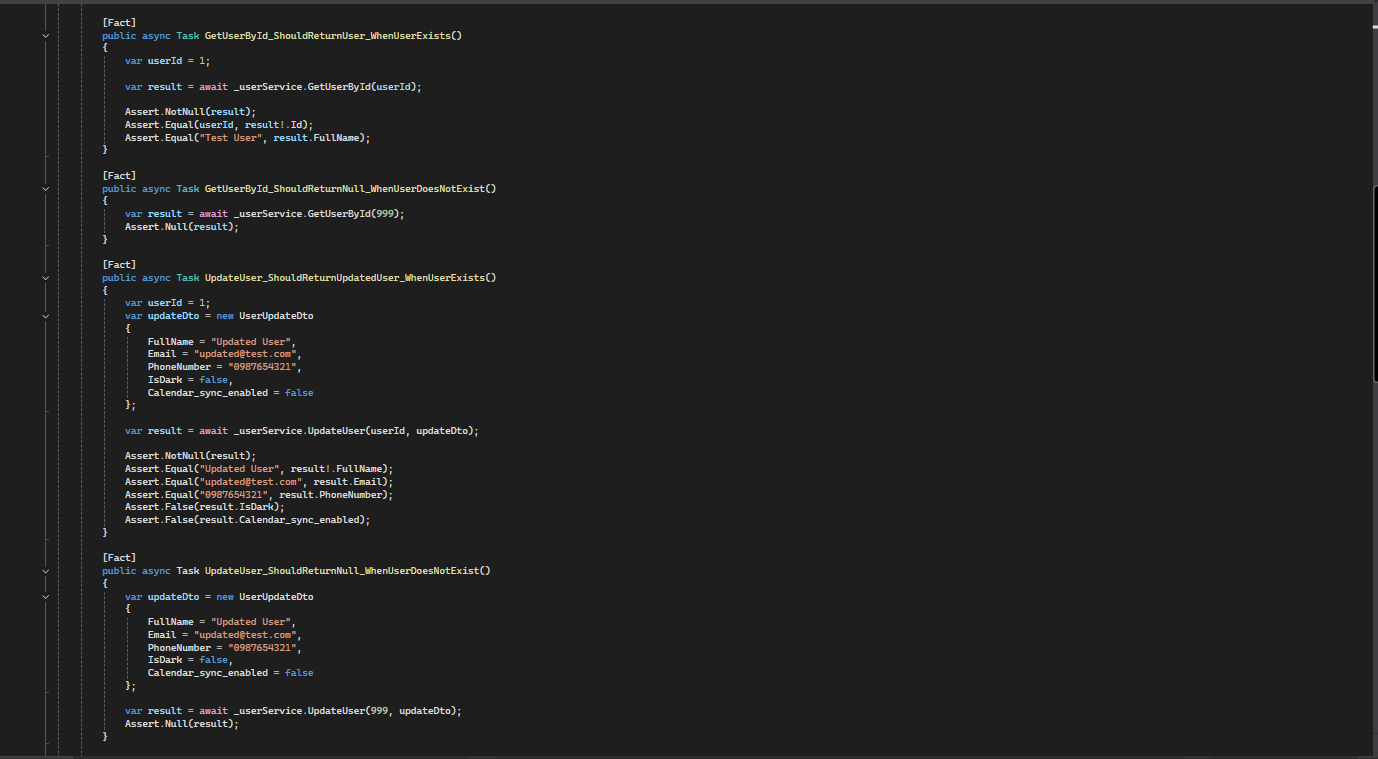 [Fact]
public async Task GetUserById_ShouldReturnUser_WhenUserExists()
{
var userId = 1;
var result = await _userService.GetUserById(userId);
Assert.NotNull(result);
Assert.Equal(userId, result!.Id);
Assert.Equal("Test User", result.FullName);
}
[Fact]
public async Task GetUserById_ShouldReturnNull_WhenUserDoesNotExist()
{
var result = await _userService.GetUserById(999);
Assert.Null(result);
}
[Fact]
public async Task UpdateUser_ShouldReturnUpdatedUser_WhenUserExists()
{
var userId = 1;
var updateDto = new UserUpdateDto
{
FullName = "Updated User",
Email = "updated@test.com",
PhoneNumber = "0987654321",
IsDark = false,
Calendar_sync_enabled = false
};
var result = await _userService.UpdateUser(userId, updateDto);
Assert.NotNull(result);
Assert.Equal("Updated User", result!.FullName);
Assert.Equal("updated@test.com", result.Email);
Assert.Equal("0987654321", result.PhoneNumber);
Assert.False(result.IsDark);
Assert.False(result.Calendar_sync_enabled);
}
[Fact]
public async Task UpdateUser_ShouldReturnNull_WhenUserDoesNotExist()
{
var updateDto = new UserUpdateDto
{
FullName = "Updated User",
Email = "updated@test.com",
PhoneNumber = "0987654321",
IsDark = false,
Calendar_sync_enabled = false
};
var result = await _userService.UpdateUser(999, updateDto);
Assert.Null(result);
}